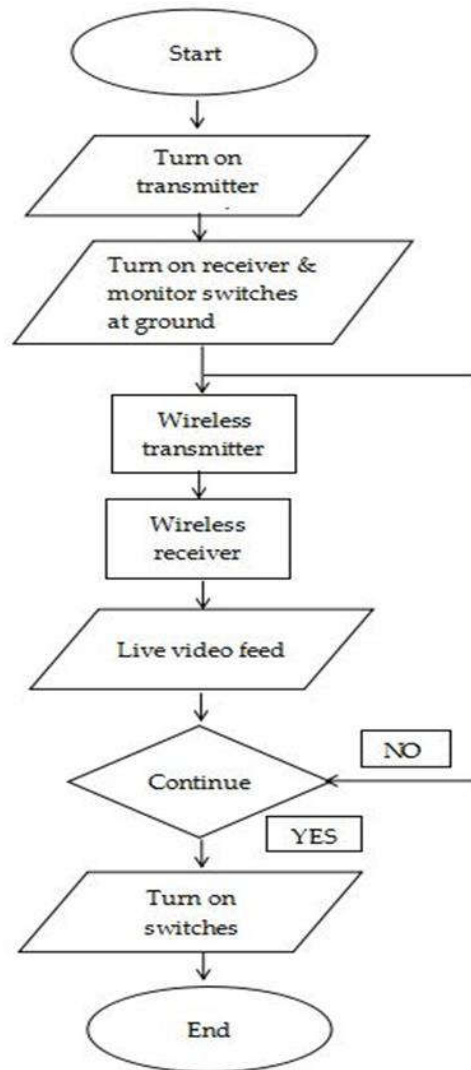 Start
Turn on
transmitter
Turn on receiver &
monitor switches
at ground
Wireless
transmitter
Wireless
receiver
Live video feed
Continue
NO
YES
Turn on
switches
End